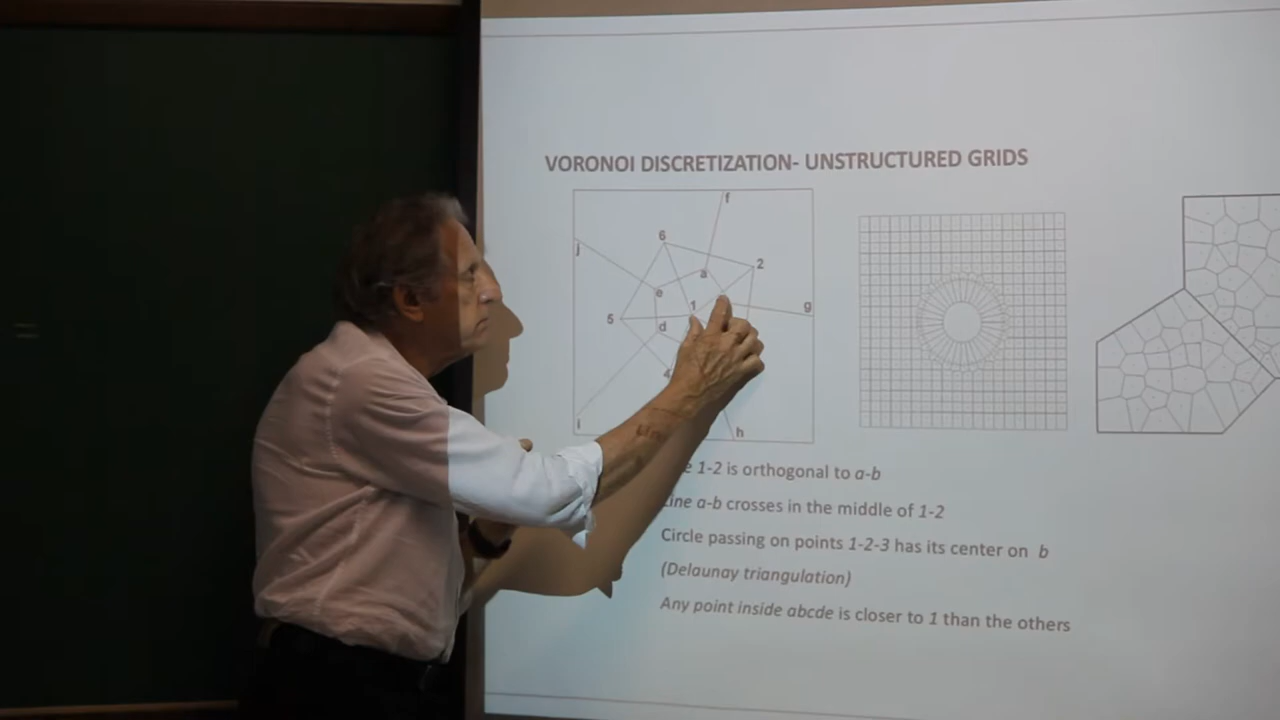 VORONOI DISCRETIZATION- UNSTRUCTURED GRIDS
f
6
j
a
2
e
1
g
5
d
4
i
h
1-2 is orthogonal to a-b
Line a-b crosses in the middle of 1-2
Circle passing on points 1-2-3 has its center on b
(Delaunay triangulation)
Any point inside abcde is closer to 1 than the others